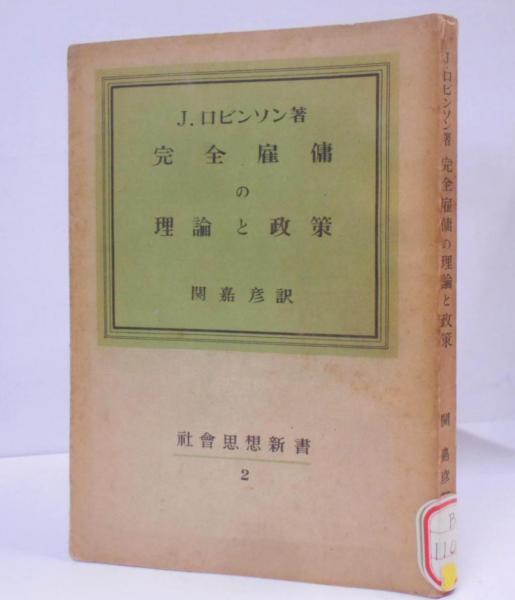 J.ロビンソン著
完全雇傭
の
理論と政策
関嘉彦訳
社會思想新書
2
J.ロビンソン著 完全雇傭の理論と政策 関嘉彦